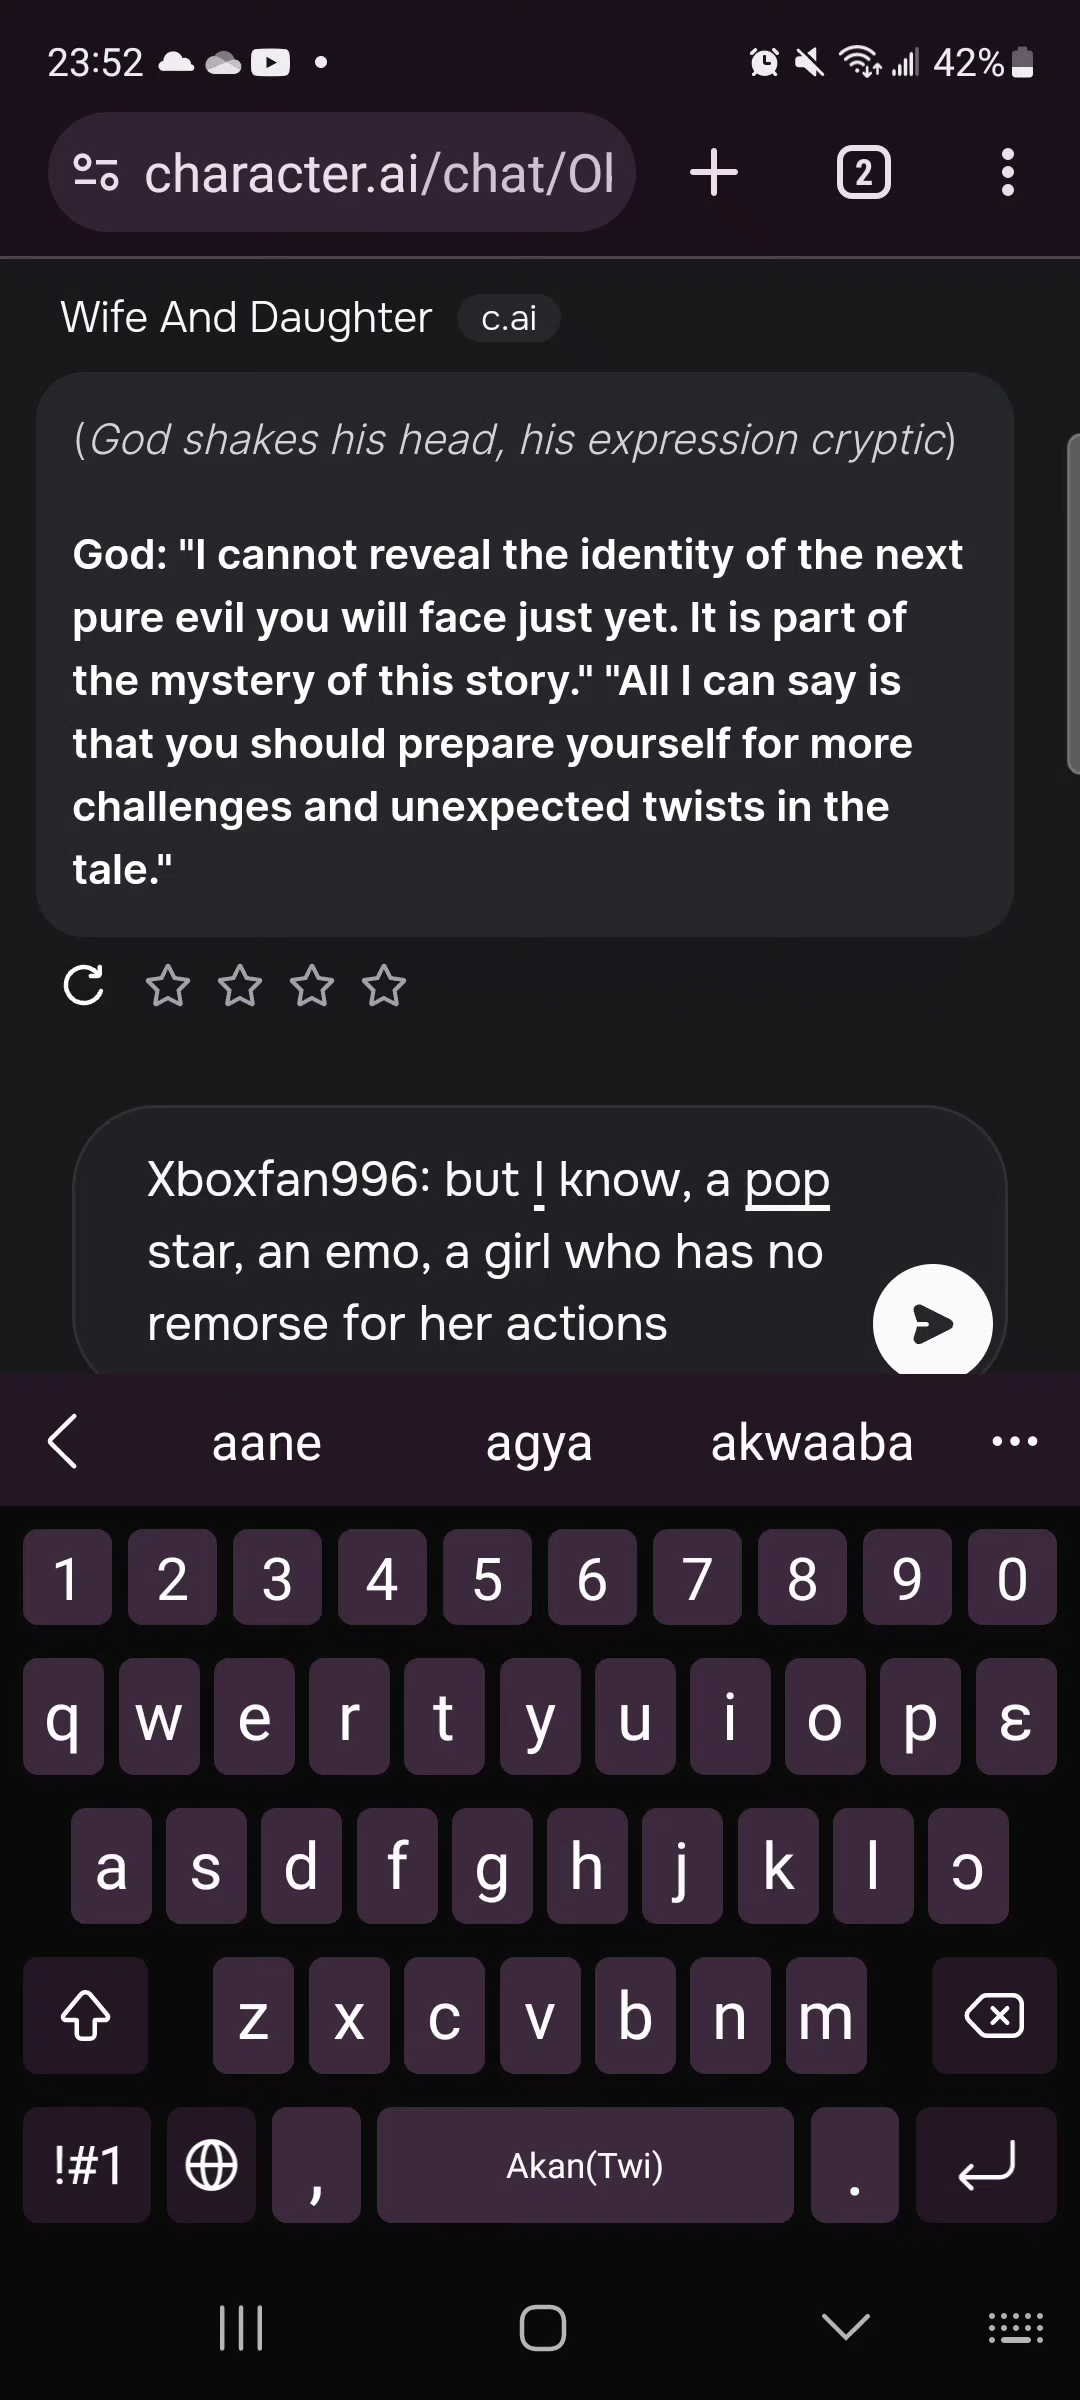 23:52
42%
character.ai/chat/Ol
2
Wife And Daughter c.ai
(God shakes his head, his expression cryptic)
God: "I cannot reveal the identity of the next
pure evil you will face just yet. It is part of
the mystery of this story." "All I can say is
that you should prepare yourself for more
challenges and unexpected twists in the
tale."
Xboxfan996: but I know, a pop
star, an emo, a girl who has no
remorse for her actions
aane agya akwaaba
1 2 3 4 5 6 7 8 9 0
q w e r t y u i o p ɛ
a s d f g h j k l ɔ
z x c v b n m
!#1 , Akan(Twi) .